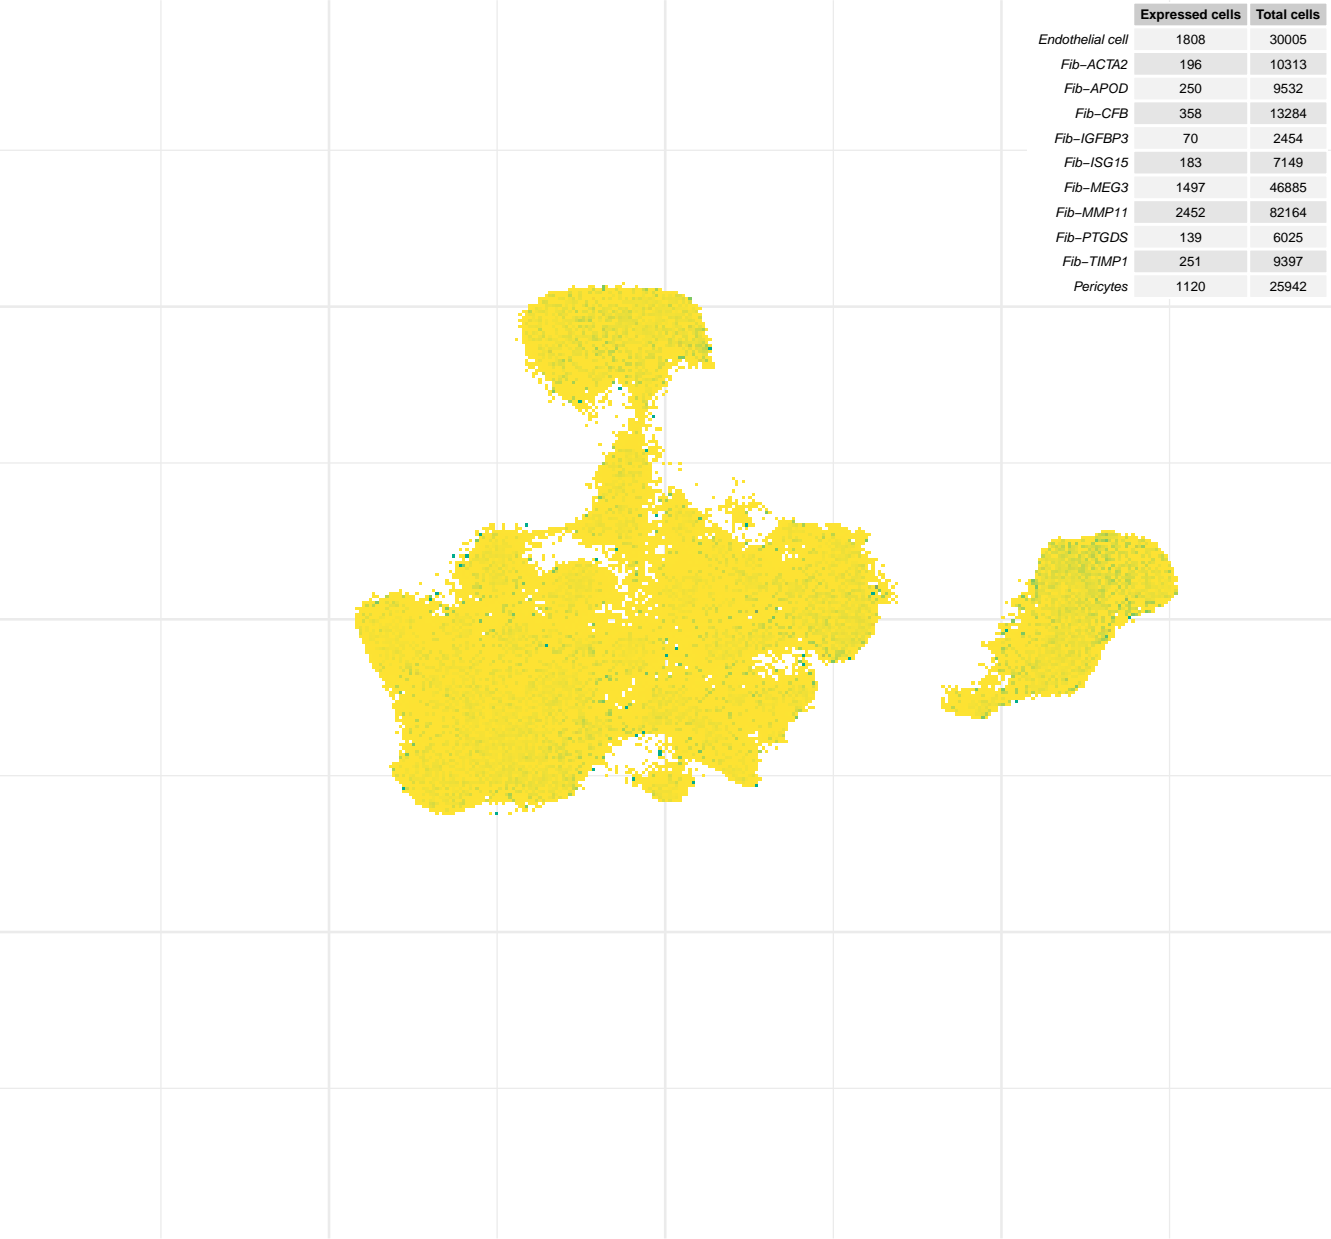 Expressed cells Total cells
Endothelial cell 1808 30005
Fib−ACTA2 196 10313
Fib−APOD 250 9532
Fib−CFB 358 13284
Fib−IGFBP3 70 2454
Fib−ISG15 183 7149
Fib−MEG3 1497 46885
Fib−MMP11 2452 82164
Fib−PTGDS 139 6025
Fib−TIMP1 251 9397
Pericytes 1120 25942